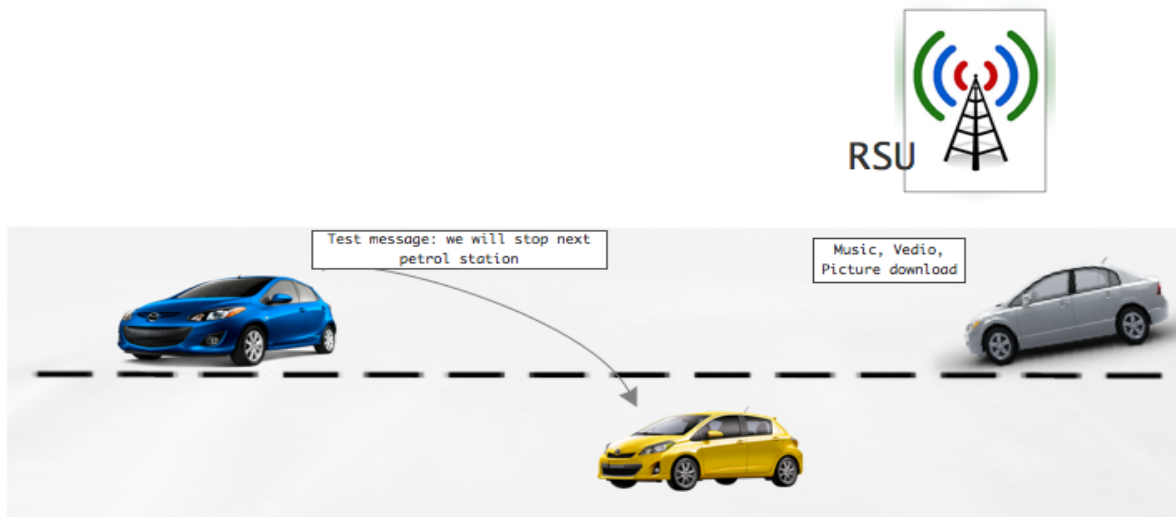 RSU
Test message: we will stop next
petrol station
Music, Vedio,
Picture download